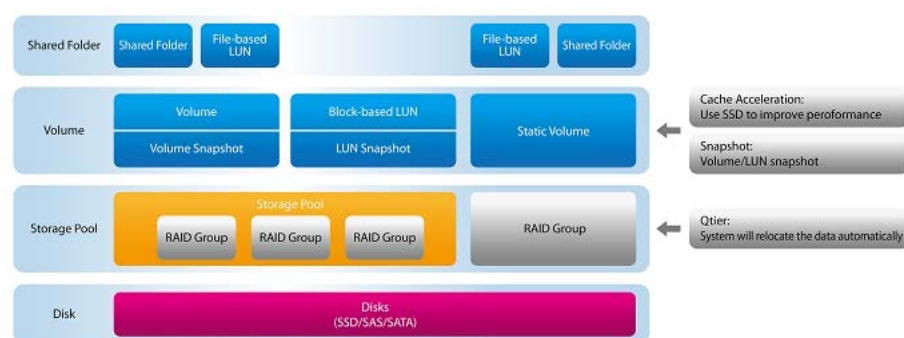 Shared Folder
Shared Folder
File-based
LUN
File-based
LUN
Shared Folder
Volume
Volume
Volume Snapshot
Block-based LUN
LUN Snapshot
Static Volume
Cache Acceleration:
Use SSD to improve peroformance
Snapshot:
Volume/LUN snapshot
Storage Pool
Storage Pool
RAID Group
RAID Group
RAID Group
RAID Group
Qtier:
System will relocate the data automatically
Disk
Disks
(SSD/SAS/SATA)